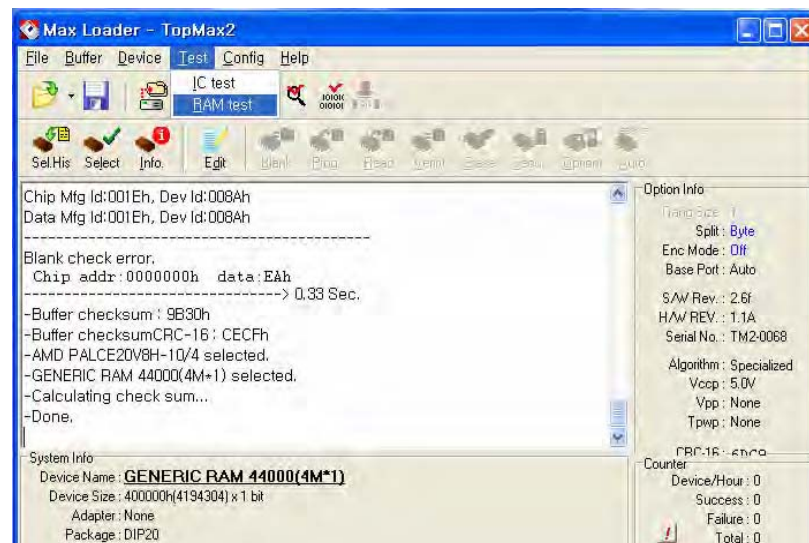 Max Loader - TopMax2
File Buffer Device Test Config Help
IC test
RAM test
Sel.His Select Info. Edit Blank Prog Read Verify Erase Option Auto
Chip Mfg Id:001Eh, Dev Id:008Ah
Data Mfg Id:001Eh, Dev Id:008Ah
------------------------------------------------
Blank check error.
Chip addr:0000000h data:EAh
------------------------------------> 0.33 Sec.
-Buffer checksum : 9B30h
-Buffer checksumCRC-16 : CECFh
-AMD PALCE20V8H-10/4 selected.
-GENERIC RAM 44000(4M*1) selected.
-Calculating check sum...
-Done.
Option Info
Split : Byte
Enc Mode : Off
Base Port : Auto
S/W Rev. : 2.6f
H/W REV. : 1.1A
Serial No. : TM2-0068
Algorithm : Specialized
Vccp : 5.0V
Vpp : None
Tpwp : None
CRC-16 :
System Info
Device Name : GENERIC RAM 44000(4M*1)
Device Size : 400000h(4194304) x 1 bit
Adapter : None
Package : DIP20
Counter
Device/Hour : 0
Success : 0
Failure : 0
Total : 0